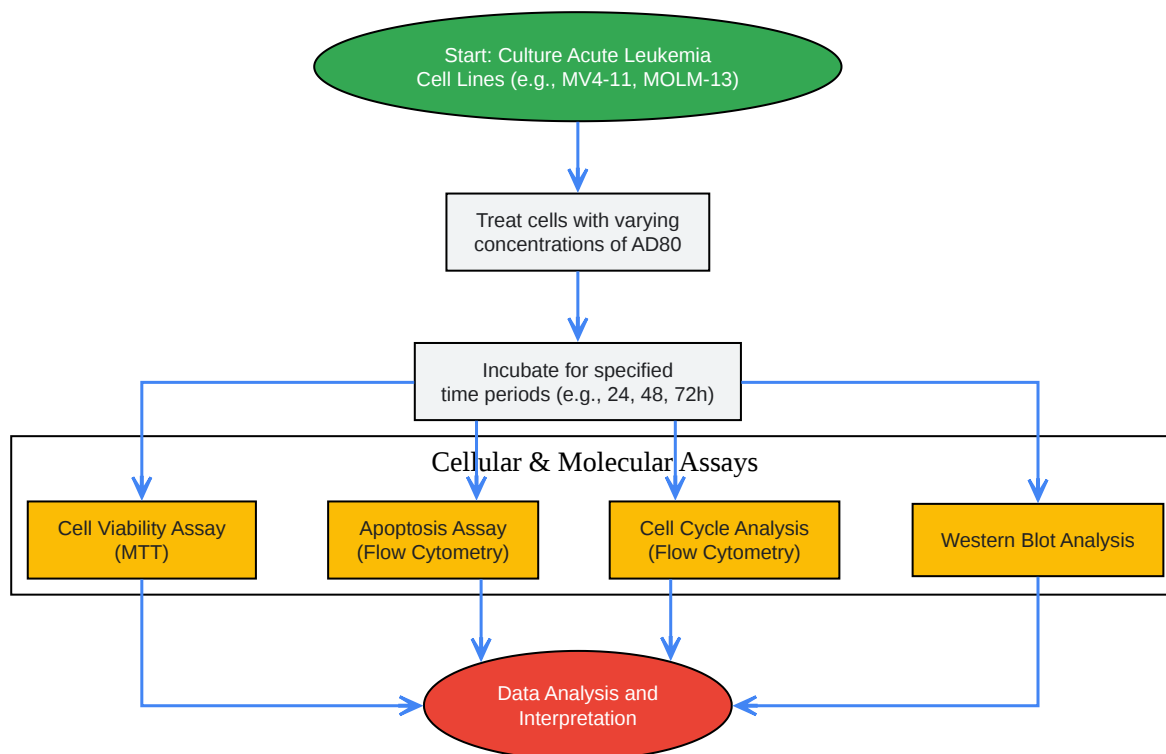 Start: Culture Acute Leukemia
Cell Lines (e.g., MV4-11, MOLM-13)
Treat cells with varying
concentrations of AD80
Incubate for specified
time periods (e.g., 24, 48, 72h)
Cellular & Molecular Assays
Cell Viability Assay
(MTT)
Apoptosis Assay
(Flow Cytometry)
Cell Cycle Analysis
(Flow Cytometry)
Western Blot Analysis
Data Analysis and
Interpretation